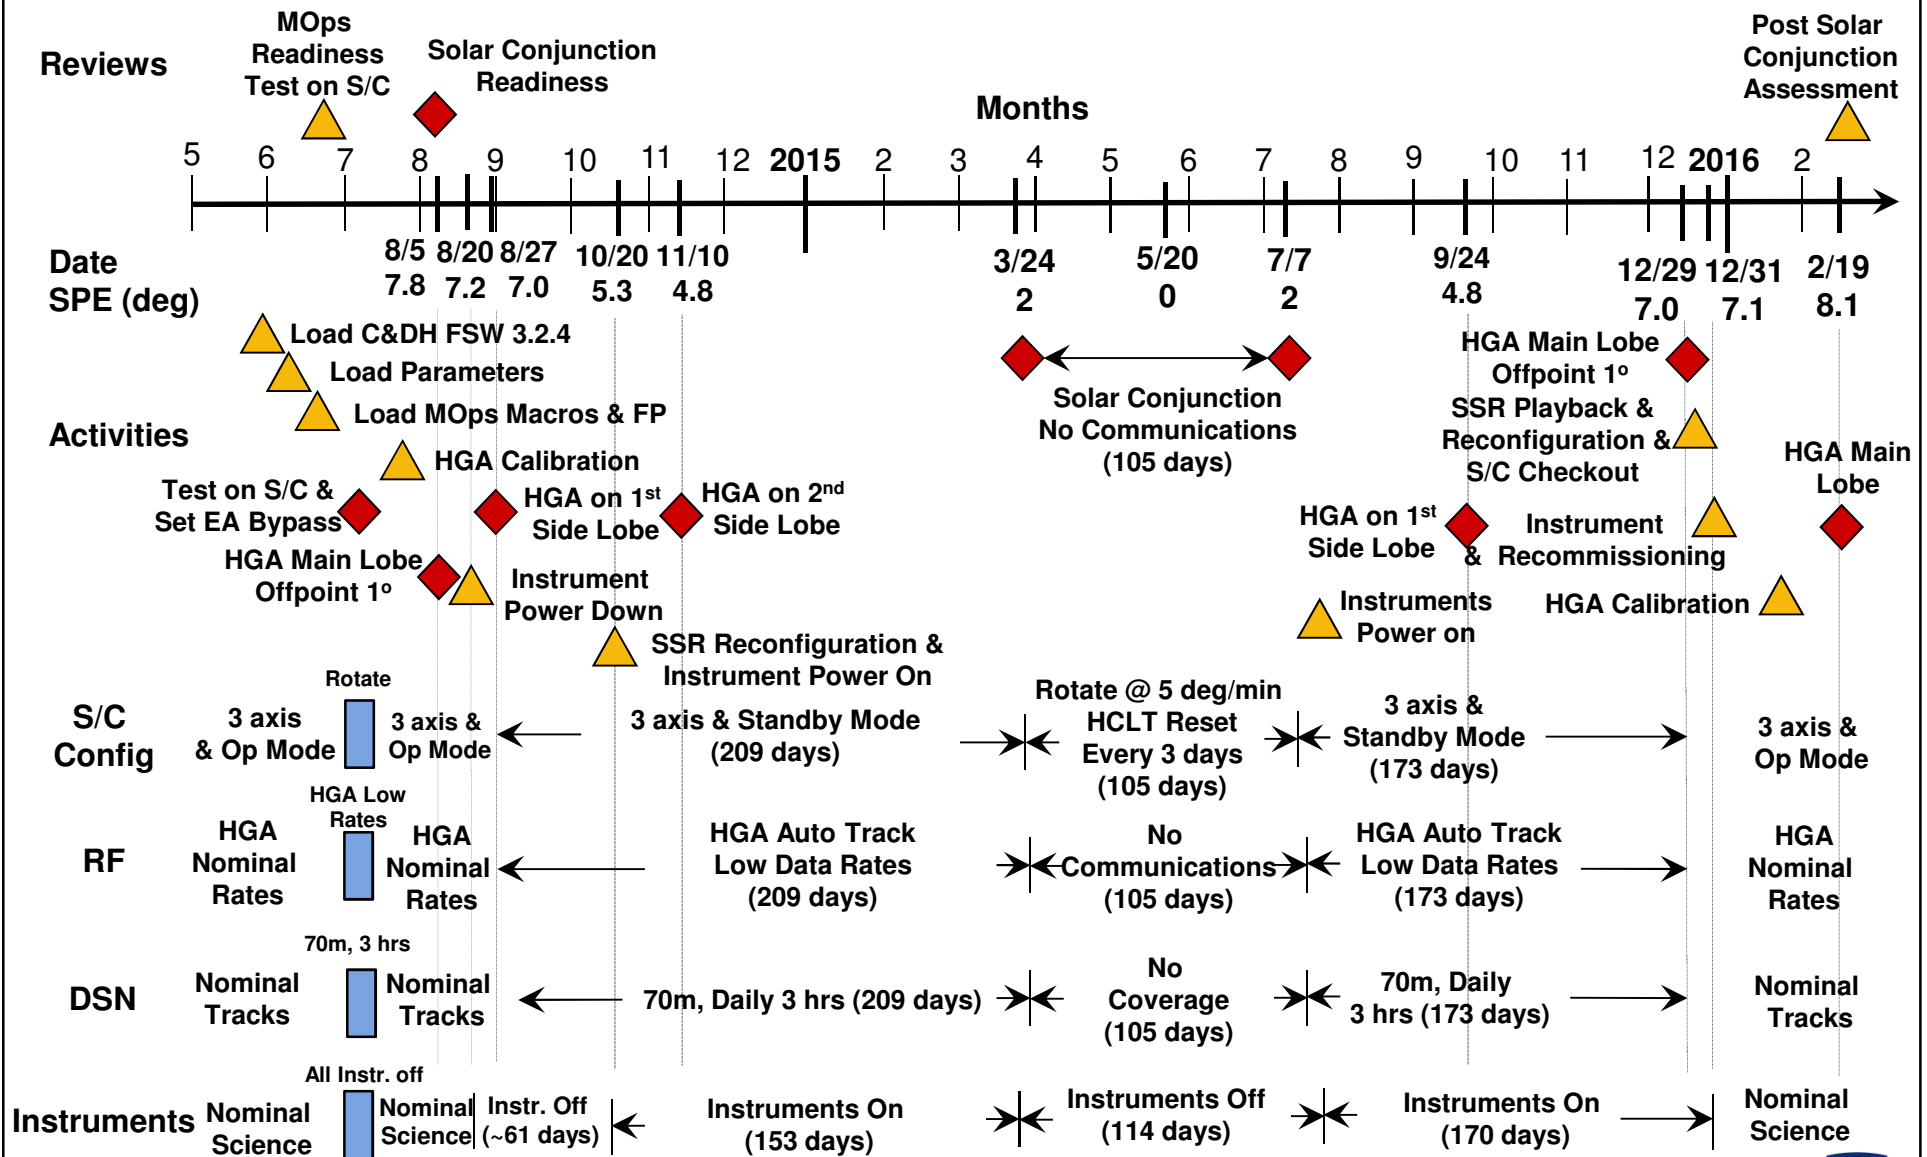 MOps
Readiness
Test on S/C
Solar Conjunction
Readiness
Post Solar
Conjunction
Assessment
Reviews
Months
5 6 7 8 9 10 11 12 2015 2 3 4 5 6 7 8 9 10 11 12 2016 2
Date
SPE (deg)
8/5 8/20 8/27 10/20 11/10 3/24 5/20 7/7 9/24 12/29 12/31 2/19
7.8 7.2 7.0 5.3 4.8 2 0 2 4.8 7.0 7.1 8.1
Activities
Load C&DH FSW 3.2.4
Load Parameters
Load MOps Macros & FP
HGA Calibration
Test on S/C &
Set EA Bypass
HGA on 1st
Side Lobe
HGA on 2nd
Side Lobe
HGA Main Lobe
Offpoint 1o
Instrument
Power Down
SSR Reconfiguration &
Instrument Power On
Solar Conjunction
No Communications
(105 days)
HGA Main Lobe
Offpoint 1o
SSR Playback &
Reconfiguration &
S/C Checkout
HGA Main
Lobe
HGA on 1st
Side Lobe
& Instrument
Recommissioning
Instruments
Power on
HGA Calibration
S/C
Config
3 axis
& Op Mode
Rotate
3 axis &
Op Mode
3 axis & Standby Mode
(209 days)
Rotate @ 5 deg/min
HCLT Reset
Every 3 days
(105 days)
3 axis &
Standby Mode
(173 days)
3 axis &
Op Mode
RF
HGA
Nominal
Rates
HGA Low
Rates
HGA
Nominal
Rates
HGA Auto Track
Low Data Rates
(209 days)
No
Communications
(105 days)
HGA Auto Track
Low Data Rates
(173 days)
HGA
Nominal
Rates
DSN
Nominal
Tracks
70m, 3 hrs
Nominal
Tracks
70m, Daily 3 hrs (209 days)
No
Coverage
(105 days)
70m, Daily
3 hrs (173 days)
Nominal
Tracks
Instruments
Nominal
Science
All Instr. off
Nominal
Science
Instr. Off
(~61 days)
Instruments On
(153 days)
Instruments Off
(114 days)
Instruments On
(170 days)
Nominal
Science